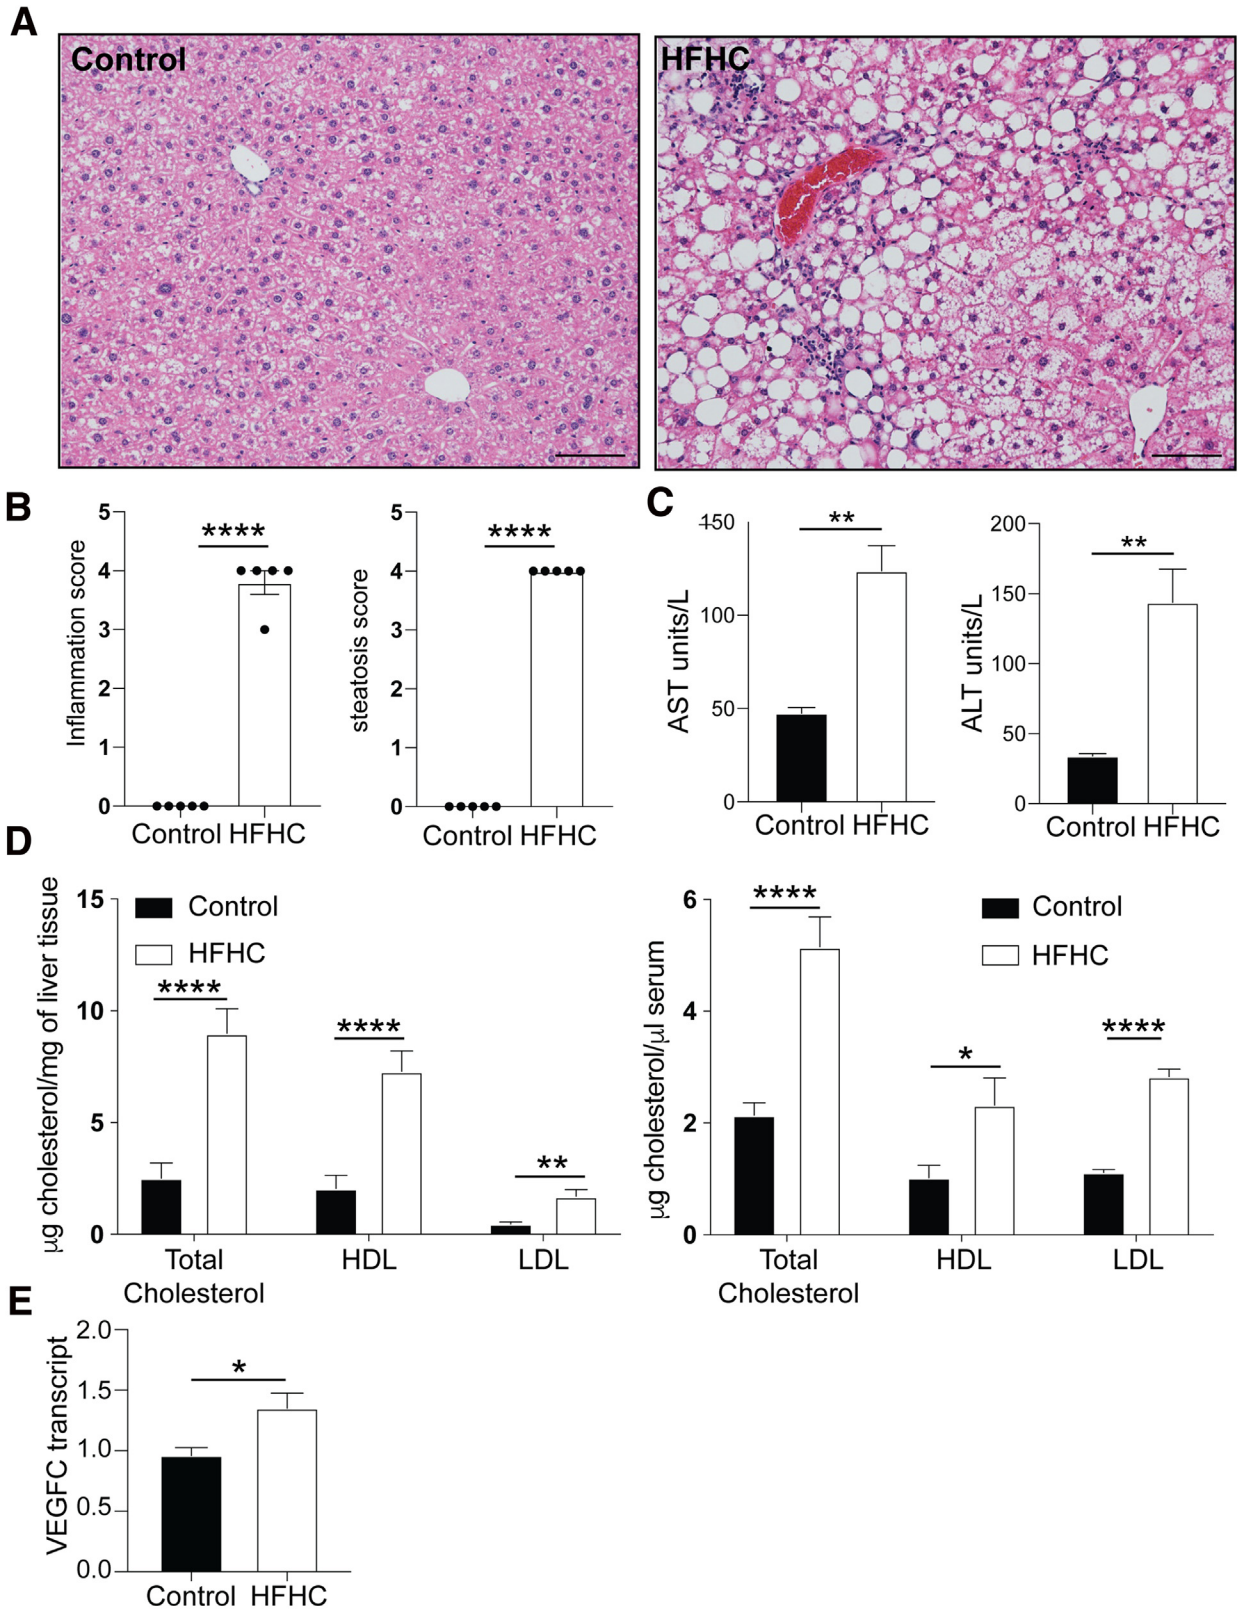 A
Control
HFHC
B
Inflammation score
5
4
3
2
1
0
****
Control HFHC
steatosis score
5
4
3
2
1
0
****
Control HFHC
C
AST units/L
150
100
50
0
**
Control HFHC
ALT units/L
200
150
100
50
0
**
Control HFHC
D
µg cholesterol/mg of liver tissue
15
10
5
0
Control
HFHC
****
****
**
Total
Cholesterol
HDL
LDL
µg cholesterol/µl serum
6
4
2
0
Control
HFHC
****
*
****
Total
Cholesterol
HDL
LDL
E
VEGFC transcript
2.0
1.5
1.0
0.5
0.0
*
Control HFHC